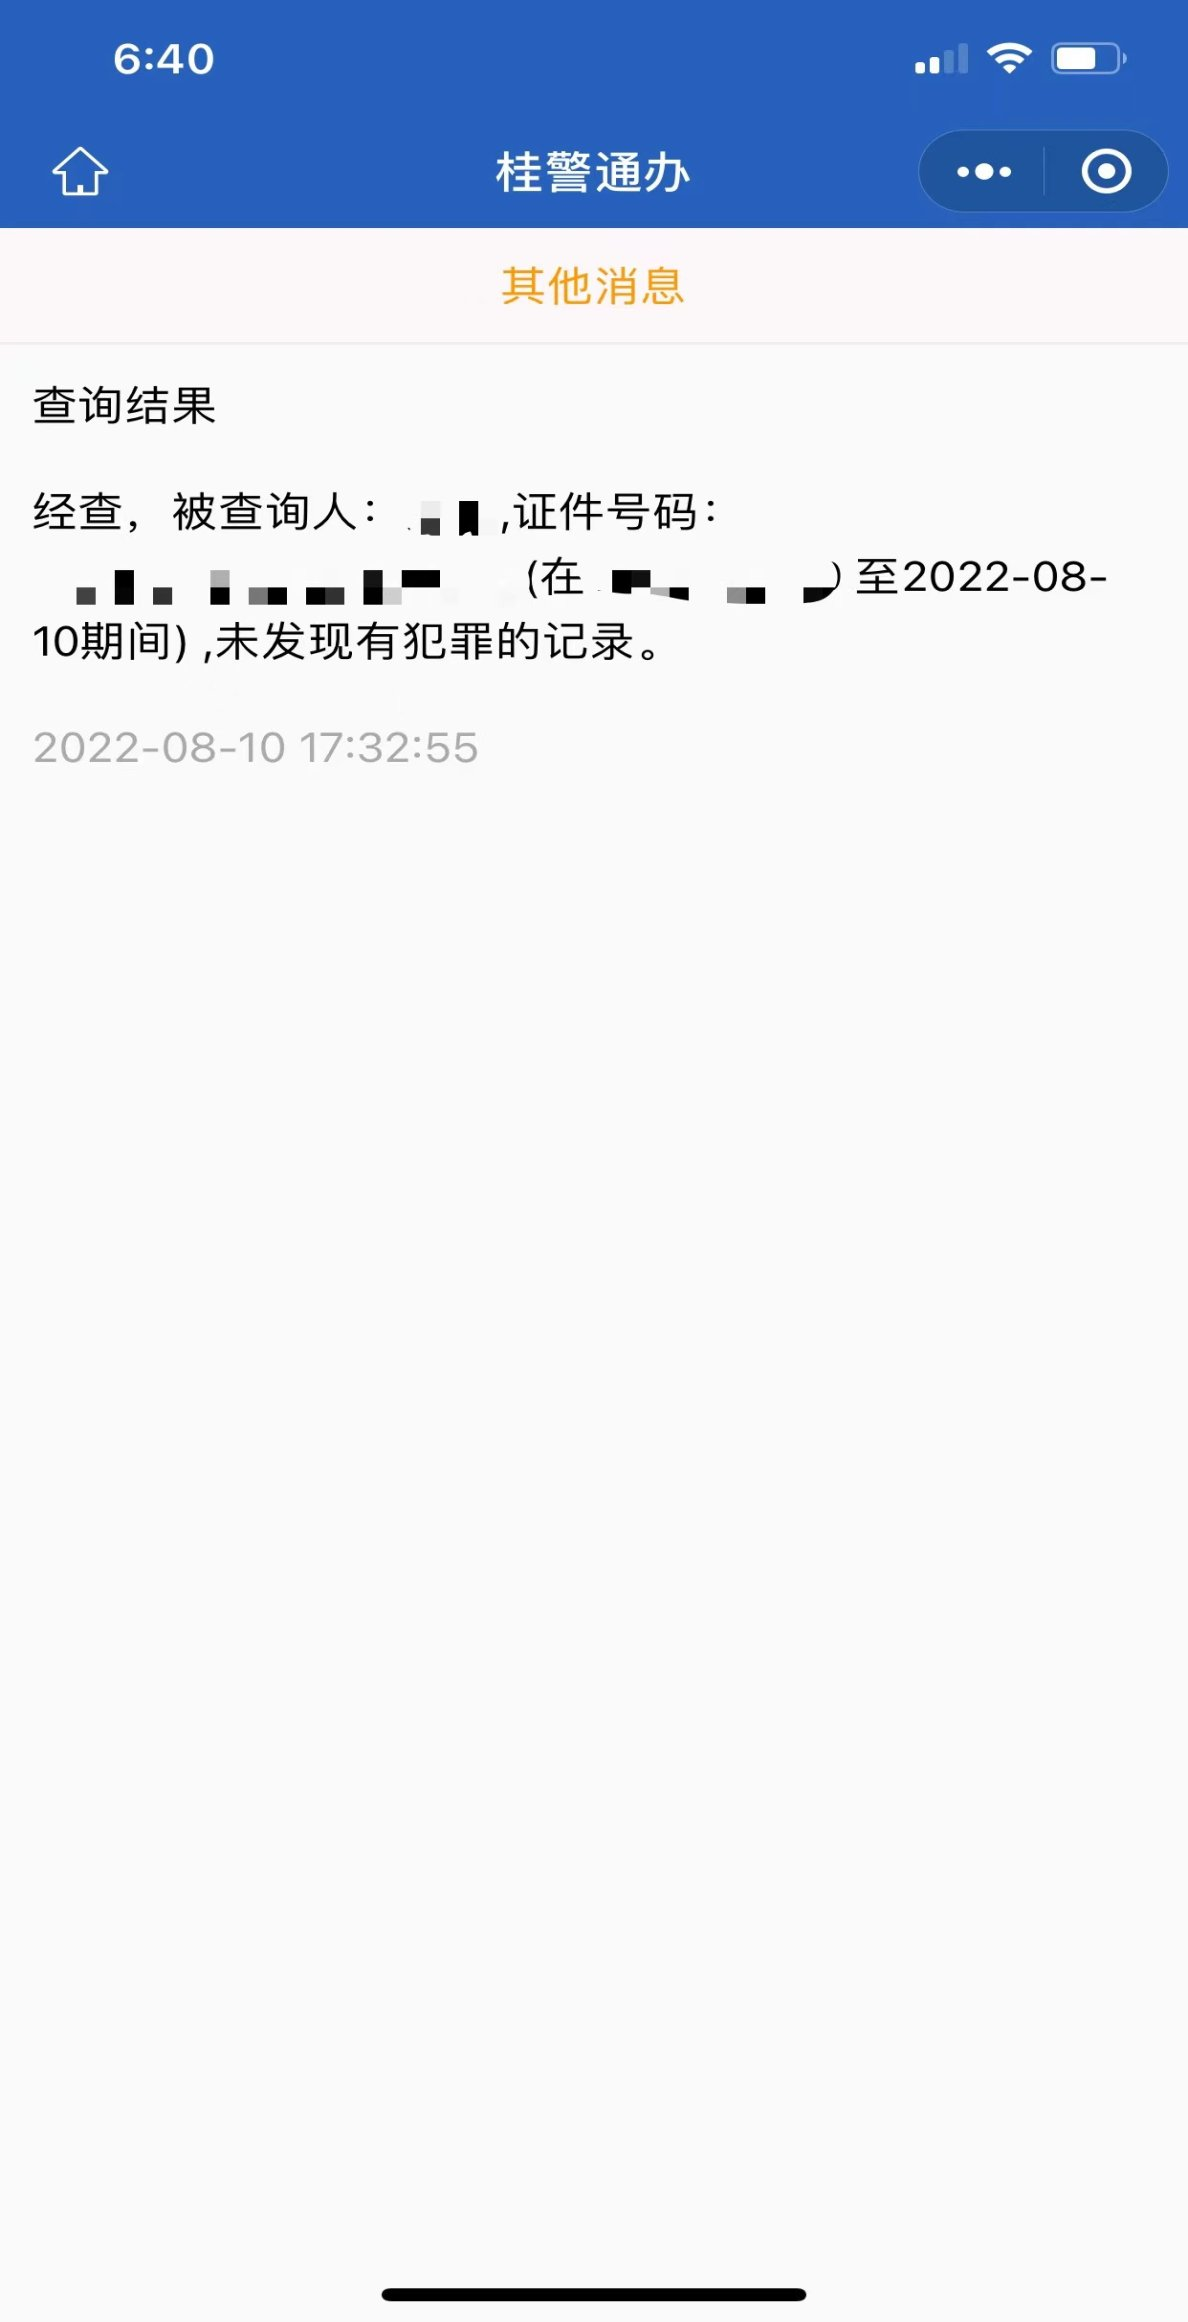 6:40
桂警通办
其他消息
查询结果
经查，被查询人： ,证件号码：
(在 ) 至2022-08-
10期间) ,未发现有犯罪的记录。
2022-08-10 17:32:55